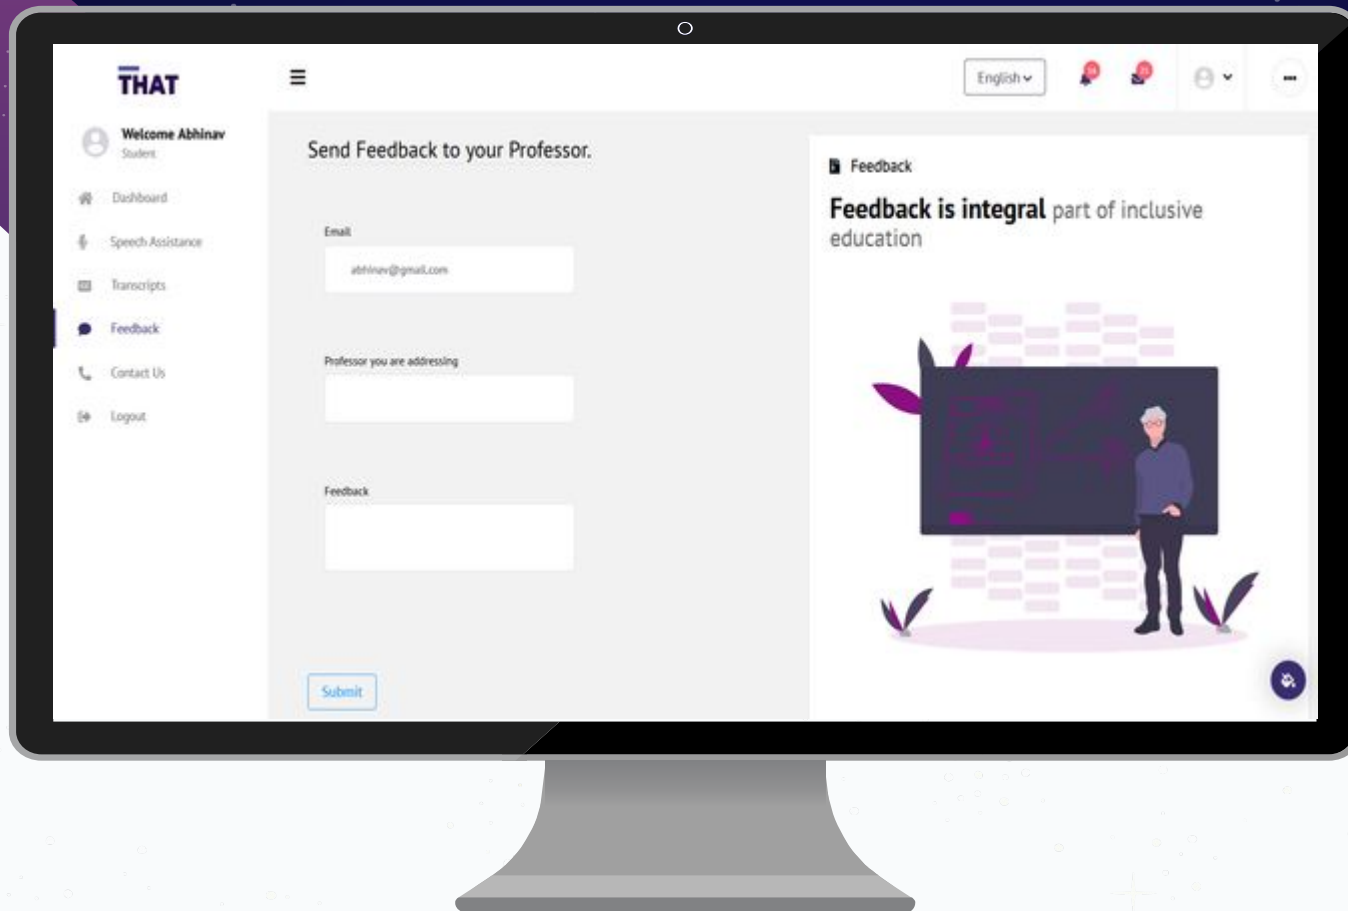 THAT
English
Welcome Abhinav
Student
Dashboard
Speech Assistance
Transcripts
Feedback
Contact Us
Logout
Send Feedback to your Professor.
Email
abhinav@gmail.com
Professor you are addressing
Feedback
Submit
Feedback
Feedback is integral part of inclusive
education